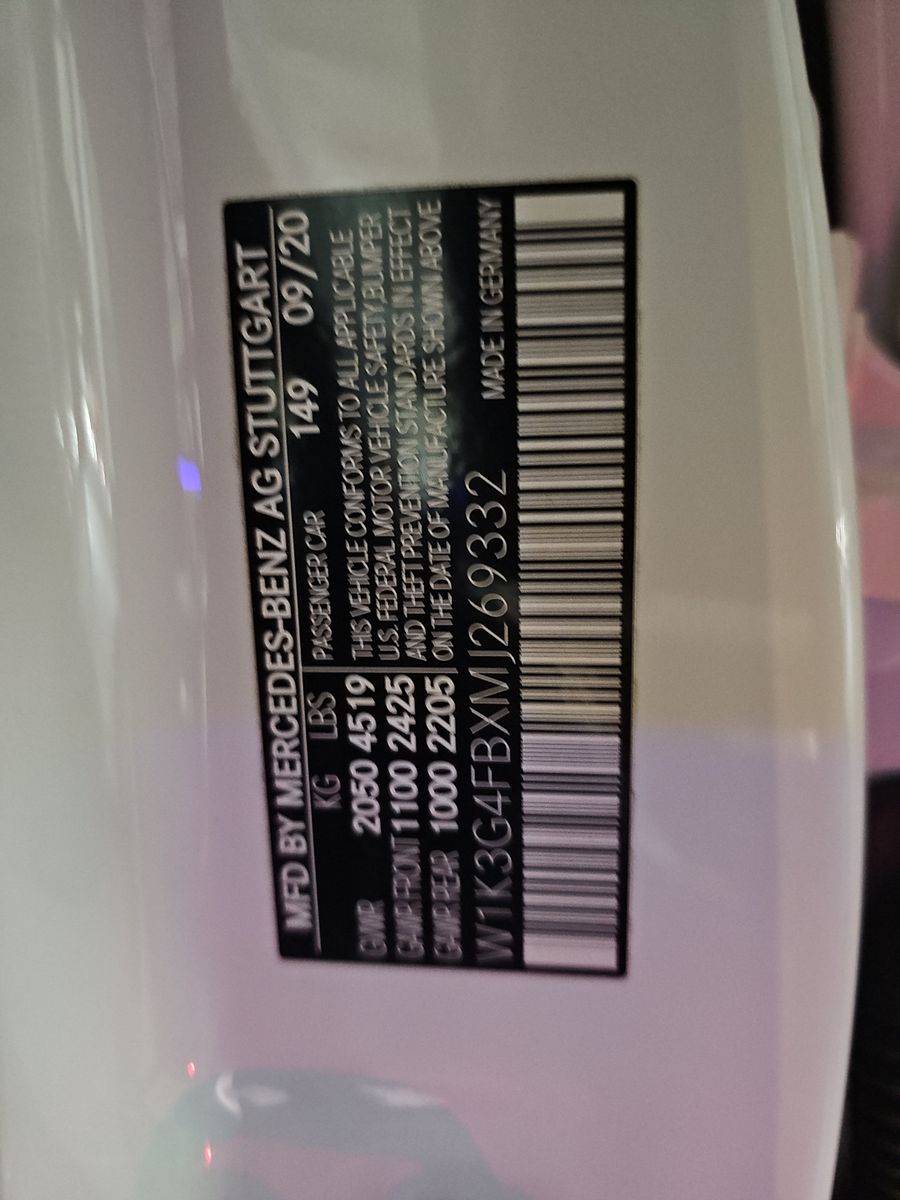 MFD BY MERCEDES-BENZ AG STUTTGART
KG LBS PASSENGER CAR 149 09/20
GVWR 2050 4519 THIS VEHICLE CONFORMS TO ALL APPLICABLE
GAWR FRONT 1100 2425 U.S. FEDERAL MOTOR VEHICLE SAFETY,BUMPER
GAWR REAR 1000 2205 AND THEFT PREVENTION STANDARDS IN EFFECT
ON THE DATE OF MANUFACTURE SHOWN ABOVE
W1K3G4FBXMJ269332 MADE IN GERMANY